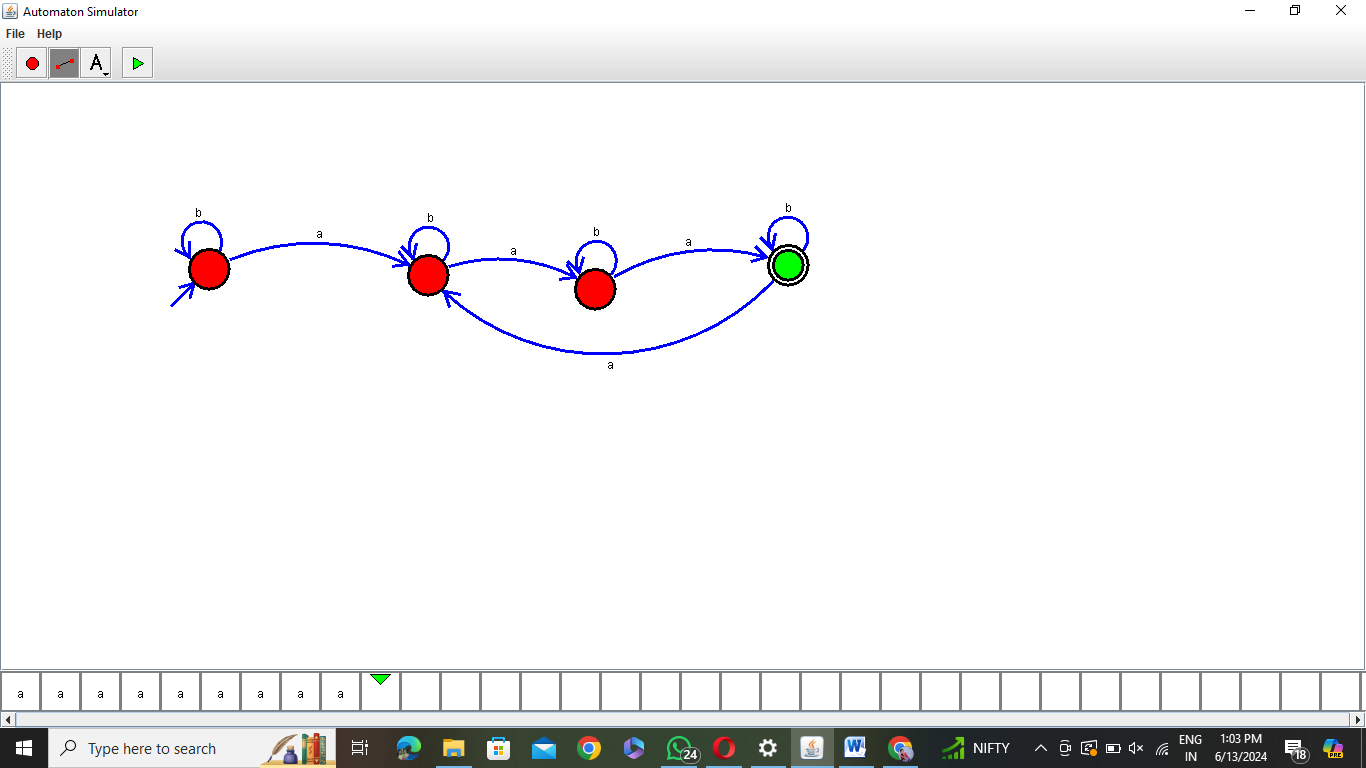 Automaton Simulator
File Help
A
b
b
b
b
a
a
a
a
a a a a a a a a a
Type here to search
24
NIFTY
ENG
IN
1:03 PM
6/13/2024
18
PRE